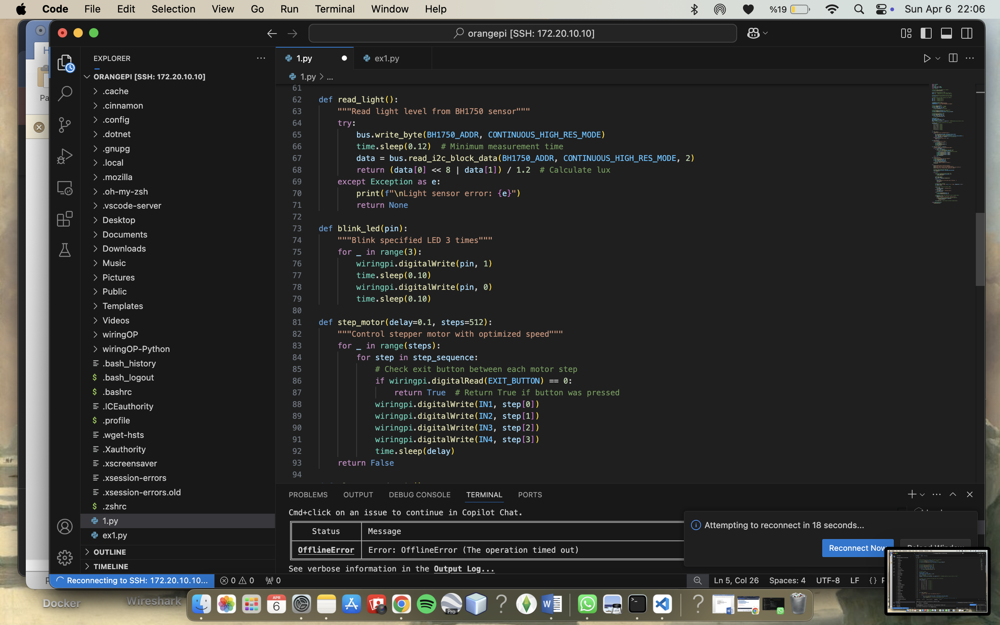 Code File Edit Selection View Go Run Terminal Window Help %19 Sun Apr 6 22:06
orangepi [SSH: 172.20.10.10]
EXPLORER
ORANGEPI [SSH: 172.20.10.10]
.cache
.cinnamon
.config
.dotnet
.gnupg
.local
.mozilla
.oh-my-zsh
.vscode-server
Desktop
Documents
Downloads
Music
Pictures
Public
Templates
Videos
wiringOP
wiringOP-Python
.bash_history
$ .bash_logout
$ .bashrc
.ICEauthority
$ .profile
.wget-hsts
.Xauthority
.xscreensaver
.xsession-errors
.xsession-errors.old
$ .zshrc
1.py
ex1.py
OUTLINE
TIMELINE
1.py ex1.py
1.py > ...
61
62 def read_light():
63     """Read light level from BH1750 sensor"""
64     try:
65         bus.write_byte(BH1750_ADDR, CONTINUOUS_HIGH_RES_MODE)
66         time.sleep(0.12)  # Minimum measurement time
67         data = bus.read_i2c_block_data(BH1750_ADDR, CONTINUOUS_HIGH_RES_MODE, 2)
68         return (data[0] << 8 | data[1]) / 1.2  # Calculate lux
69     except Exception as e:
70         print(f"\nLight sensor error: {e}")
71         return None
72
73 def blink_led(pin):
74     """Blink specified LED 3 times"""
75     for _ in range(3):
76         wiringpi.digitalWrite(pin, 1)
77         time.sleep(0.10)
78         wiringpi.digitalWrite(pin, 0)
79         time.sleep(0.10)
80
81 def step_motor(delay=0.1, steps=512):
82     """Control stepper motor with optimized speed"""
83     for _ in range(steps):
84         for step in step_sequence:
85             # Check exit button between each motor step
86             if wiringpi.digitalRead(EXIT_BUTTON) == 0:
87                 return True  # Return True if button was pressed
88             wiringpi.digitalWrite(IN1, step[0])
89             wiringpi.digitalWrite(IN2, step[1])
90             wiringpi.digitalWrite(IN3, step[2])
91             wiringpi.digitalWrite(IN4, step[3])
92             time.sleep(delay)
93     return False
94
PROBLEMS OUTPUT DEBUG CONSOLE TERMINAL PORTS
Cmd+click on an issue to continue in Copilot Chat.
Status Message
OfflineError Error: OfflineError (The operation timed out)
See verbose information in the Output Log...
Attempting to reconnect in 18 seconds...
Reconnect Now Reload Window
Reconnecting to SSH: 172.20.10.10... 0 0 0 Ln 5, Col 26 Spaces: 4 UTF-8 LF {}
Docker Wireshark
APR
6
Pro